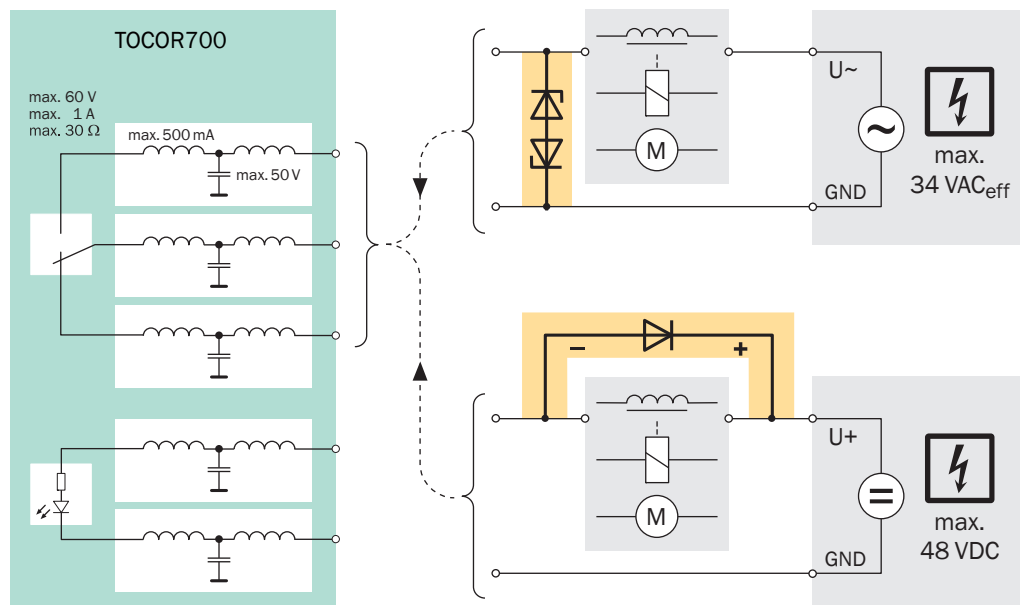 TOCOR700
max. 60 V
max. 1 A
max. 30 Ω
max. 500 mA
max. 50 V
M
U~
~
GND
max.
34 VACeff
–
+
M
U+
=
GND
max.
48 VDC